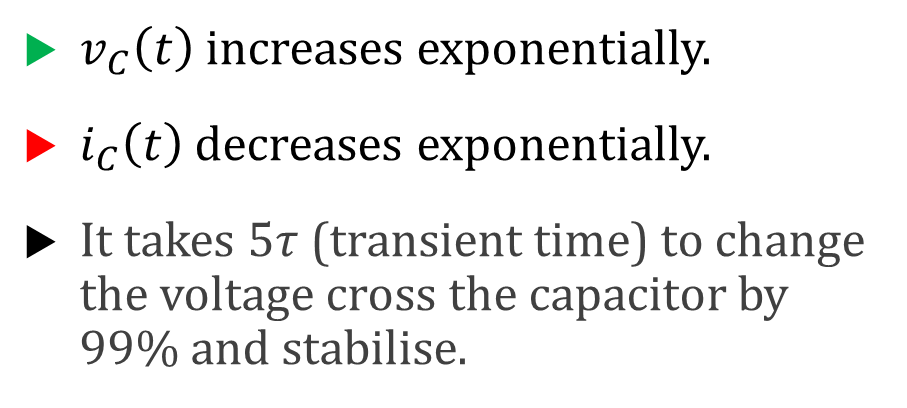 v_C(t) increases exponentially.
i_C(t) decreases exponentially.
It takes 5τ (transient time) to change
the voltage cross the capacitor by
99% and stabilise.